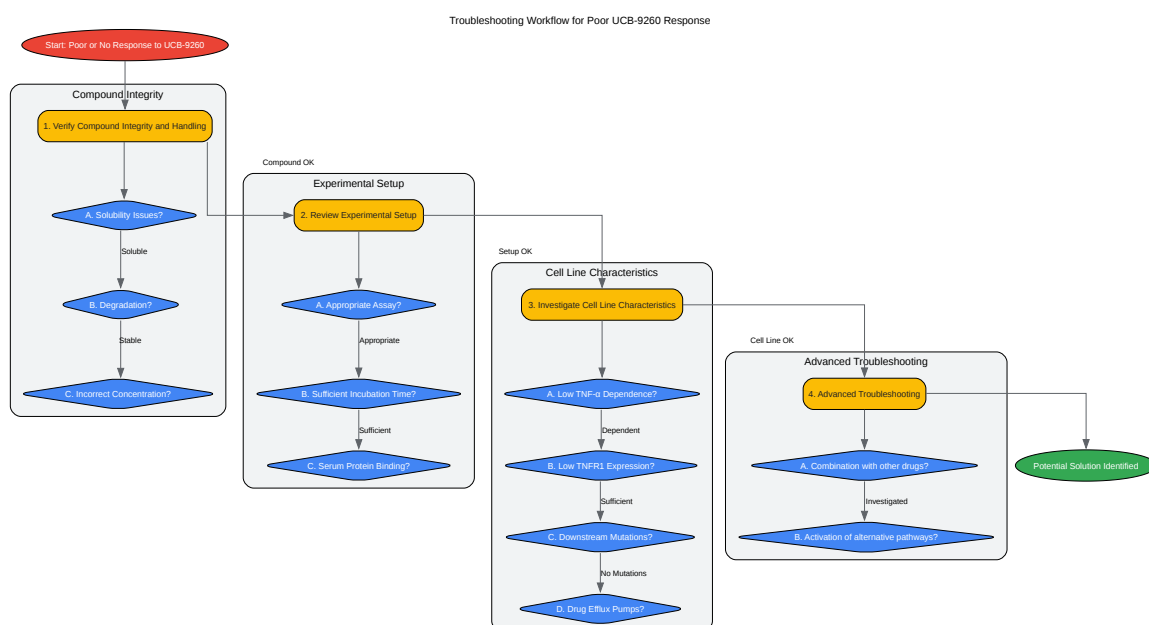 Troubleshooting Workflow for Poor UCB-9260 Response
Start: Poor or No Response to UCB-9260
Compound Integrity
1. Verify Compound Integrity and Handling
A. Solubility Issues?
Soluble
B. Degradation?
Stable
C. Incorrect Concentration?
Compound OK
Experimental Setup
2. Review Experimental Setup
A. Appropriate Assay?
Appropriate
B. Sufficient Incubation Time?
Sufficient
C. Serum Protein Binding?
Setup OK
Cell Line Characteristics
3. Investigate Cell Line Characteristics
A. Low TNF-α Dependence?
Dependent
B. Low TNFR1 Expression?
Sufficient
C. Downstream Mutations?
No Mutations
D. Drug Efflux Pumps?
Cell Line OK
Advanced Troubleshooting
4. Advanced Troubleshooting
A. Combination with other drugs?
Investigated
B. Activation of alternative pathways?
Potential Solution Identified